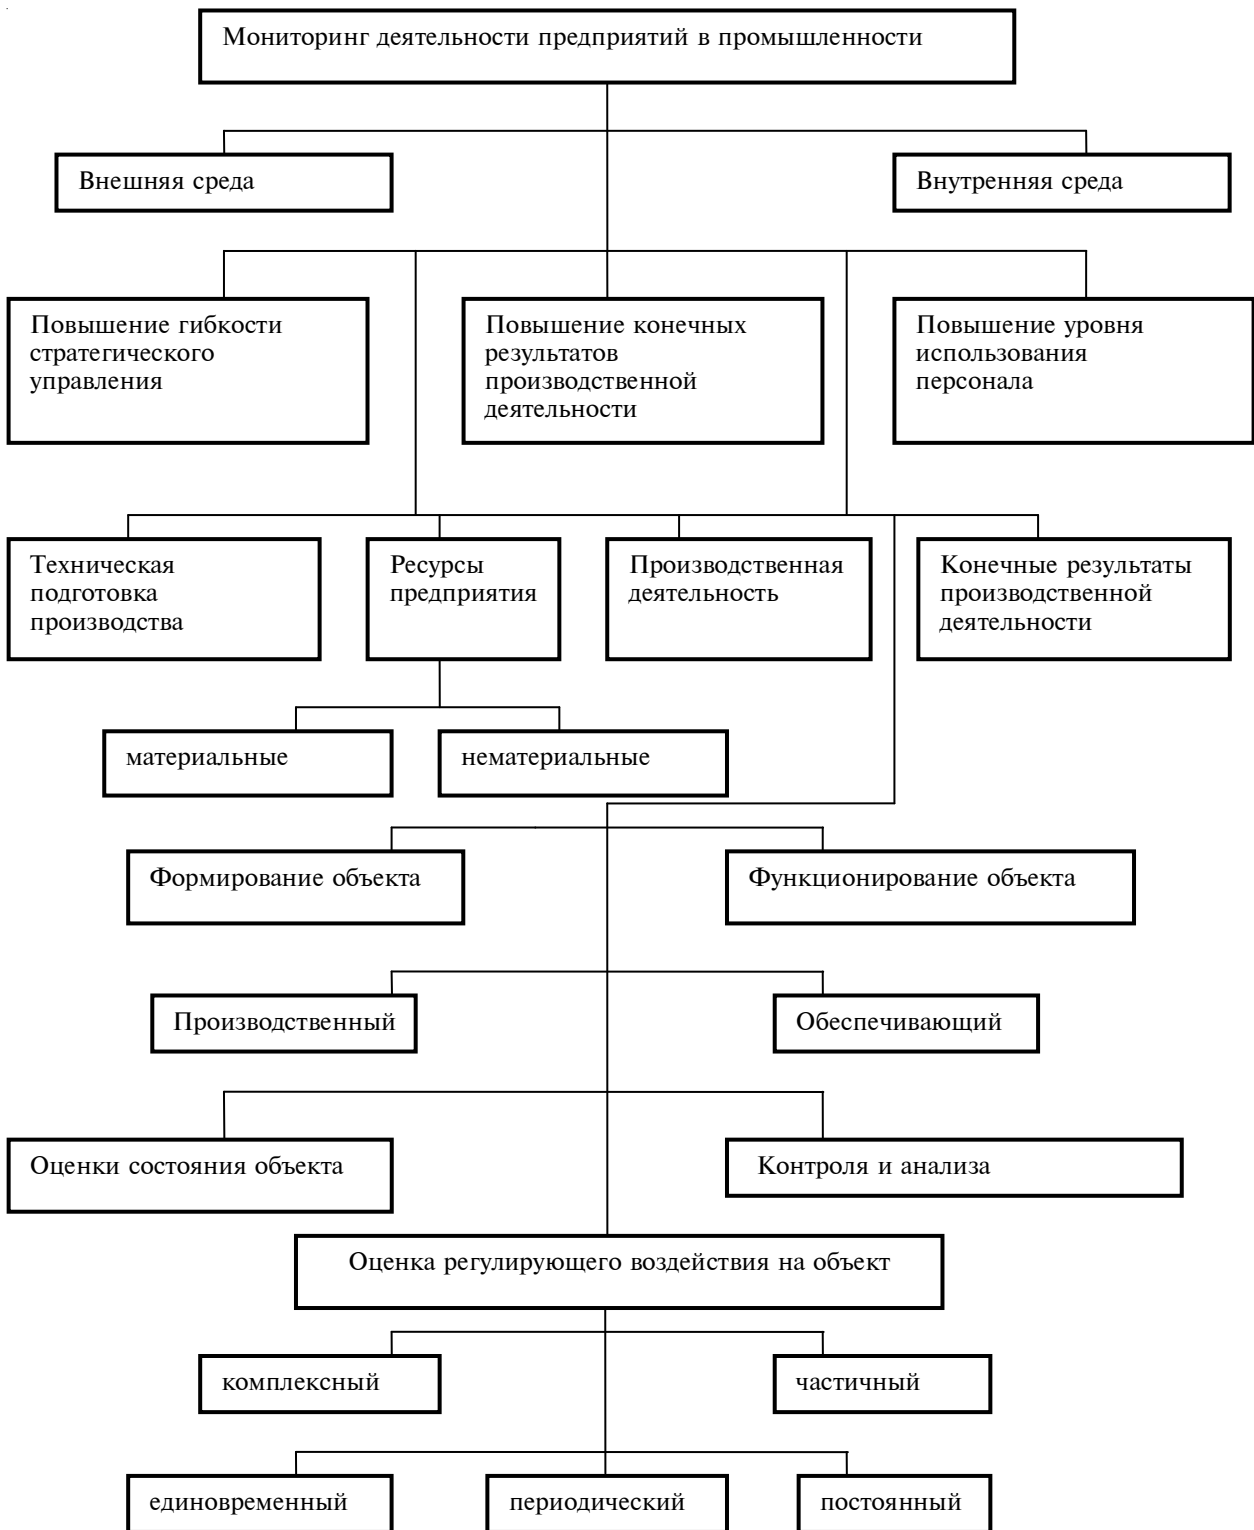 Мониторинг деятельности предприятий в промышленности
Внешняя среда
Внутренняя среда
Повышение гибкости
стратегического
управления
Повышение конечных
результатов
производственной
деятельности
Повышение уровня
использования
персонала
Техническая
подготовка
производства
Ресурсы
предприятия
Производственная
деятельность
Конечные результаты
производственной
деятельности
материальные
нематериальные
Формирование объекта
Функционирование объекта
Производственный
Обеспечивающий
Оценки состояния объекта
Контроля и анализа
Оценка регулирующего воздействия на объект
комплексный
частичный
единовременный
периодический
постоянный